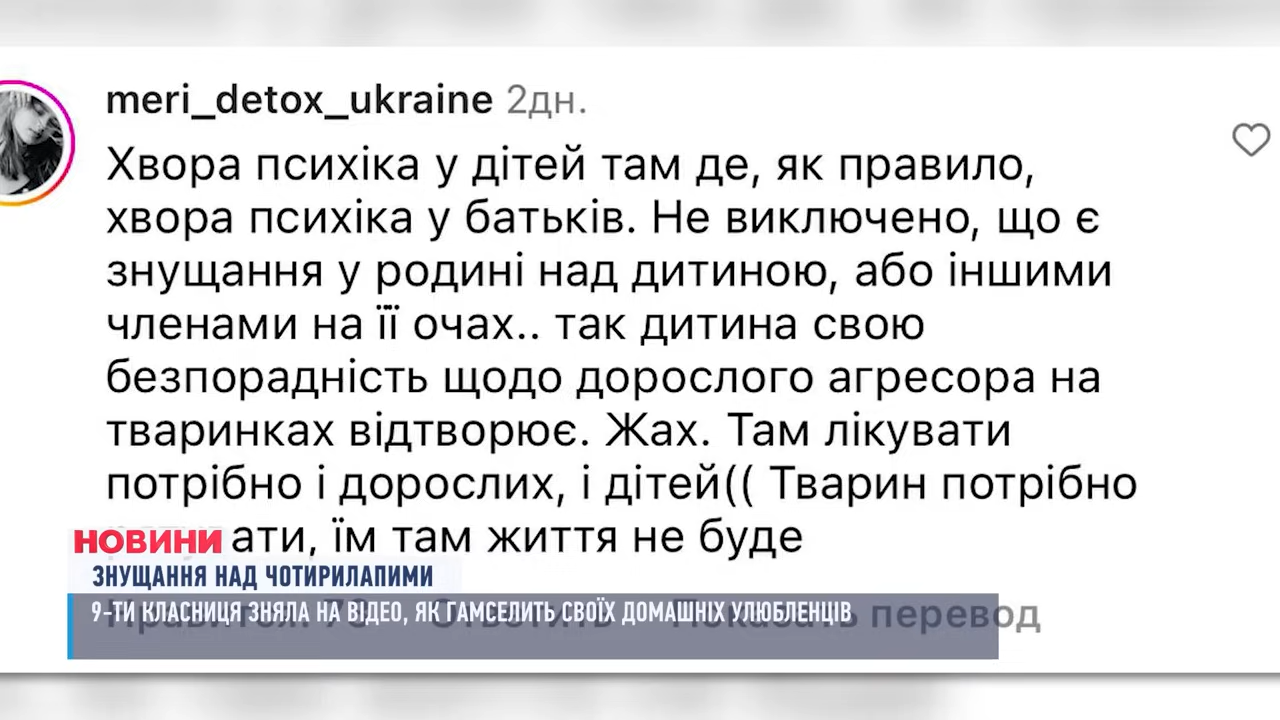 meri_detox_ukraine 2дн.
Хвора психіка у дітей там де, як правило,
хвора психіка у батьків. Не виключено, що є
знущання у родині над дитиною, або іншими
членами на її очах.. так дитина свою
безпорадність щодо дорослого агресора на
тваринках відтворює. Жах. Там лікувати
потрібно і дорослих, і дітей(( Тварин потрібно
їм там життя не буде
НОВИНИ
ЗНУЩАННЯ НАД ЧОТИРИЛАПИМИ
9-ТИ КЛАСНИЦЯ ЗНЯЛА НА ВІДЕО, ЯК ГАМСЕЛИТЬ СВОЇХ ДОМАШНІХ УЛЮБЛЕНЦІВ
Ответить Показать перевод